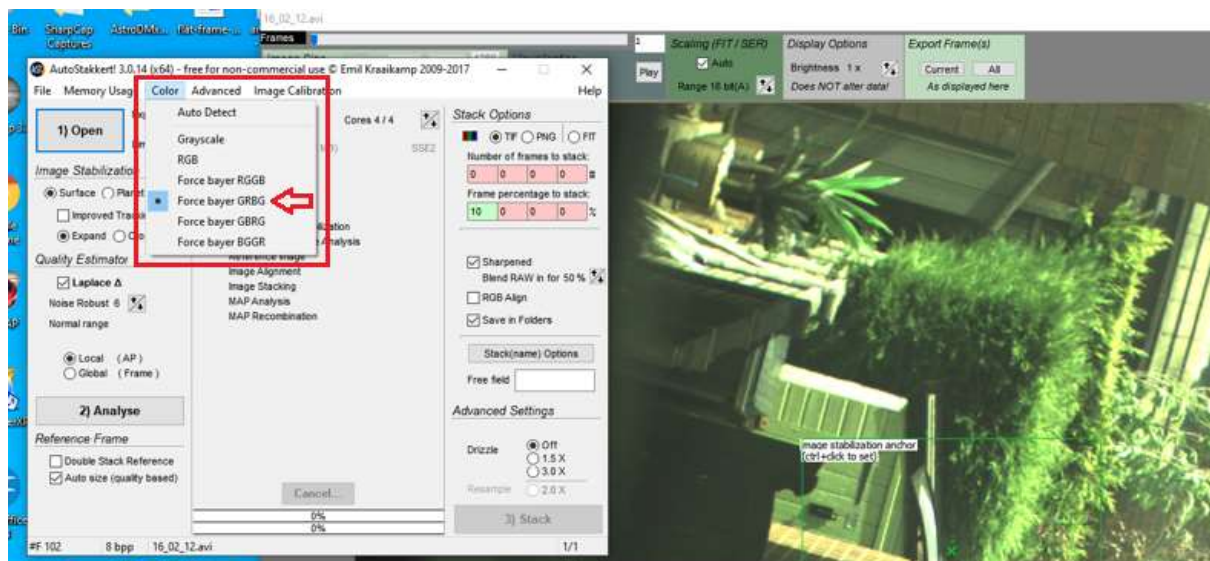 Bin
SharpCap
Captures
AstroDMx...
flat-frame-...
16_02_12.avi
Frames
1
Play
Scaling (FIT / SER)
Auto
Range 16 bit(A)
Display Options
Brightness 1 x
Does NOT alter data!
Export Frame(s)
Current All
As displayed here
AutoStakkert! 3.0.14 (x64) - free for non-commercial use © Emil Kraaikamp 2009-2017
File Memory Usage Color Advanced Image Calibration Help
Auto Detect
Grayscale
RGB
Force bayer RGGB
Force bayer GRBG
Force bayer GBRG
Force bayer BGGR
1) Open
Cores 4 / 4
SSE2
Image Stabilization
Surface
Improved
Expand
Quality Estimator
Laplace Δ
Noise Robust 6
Normal range
Local (AP)
Global (Frame)
2) Analyse
Reference Frame
Double Stack Reference
Auto size (quality based)
Reference Image
Image Alignment
Image Stacking
MAP Analysis
MAP Recombination
Cancel...
0%
0%
Stack Options
TIF PNG FIT
Number of frames to stack:
0 0 0 0 #
Frame percentage to stack:
10 0 0 0 %
Sharpened
Blend RAW in for 50 %
RGB Align
Save in Folders
Stack(name) Options
Free field
Advanced Settings
Drizzle
Off
1.5 X
3.0 X
Resample 2.0 X
3) Stack
#F 102 8 bpp 16_02_12.avi 1/1
mage stabilization anchor
(ctrl+click to set)